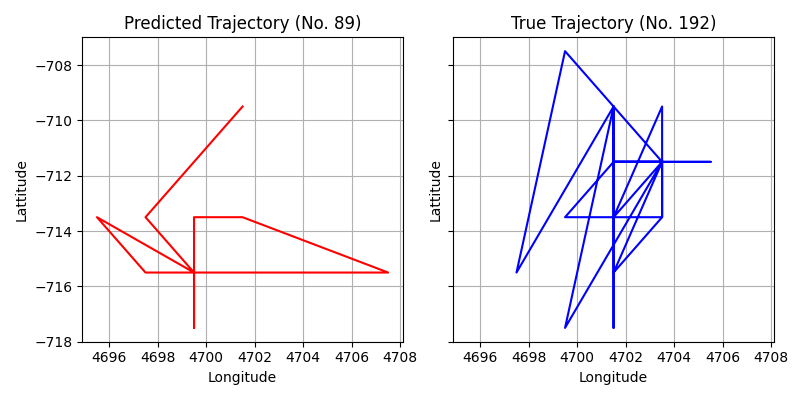 Predicted Trajectory (No. 89)
True Trajectory (No. 192)
Lattitude
−708
−710
−712
−714
−716
−718
4696 4698 4700 4702 4704 4706 4708
Longitude
Lattitude
4696 4698 4700 4702 4704 4706 4708
Longitude